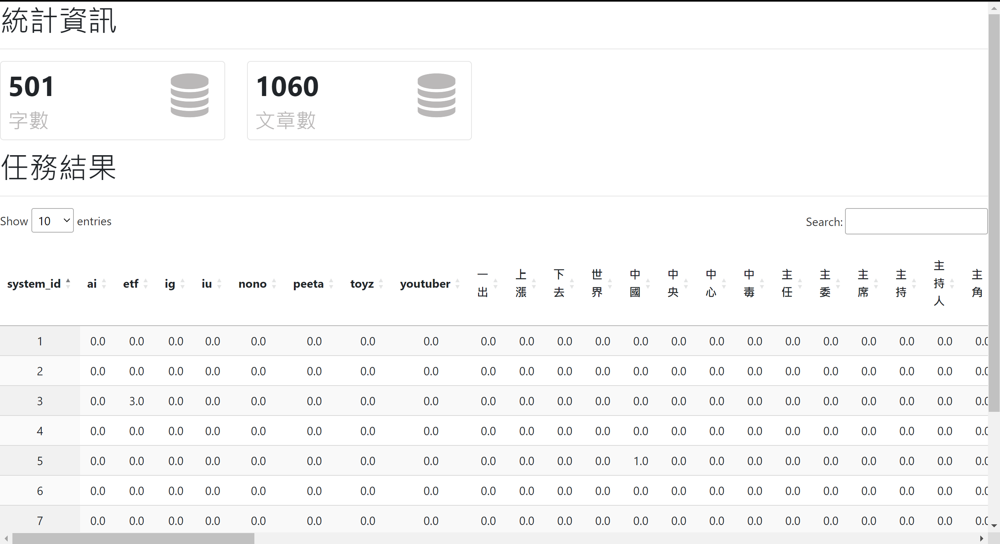 統計資訊
501
字數
1060
文章數
任務結果
Show 10 entries
Search:
system_id ai etf ig iu nono peeta toyz youtuber 一出 上漲 下去 世界 中國 中央 中心 中毒 主任 主委 主席 主持 主持人 主角
1 0.0 0.0 0.0 0.0 0.0 0.0 0.0 0.0 0.0 0.0 0.0 0.0 0.0 0.0 0.0 0.0 0.0 0.0 0.0 0.0 0.0
2 0.0 0.0 0.0 0.0 0.0 0.0 0.0 0.0 0.0 0.0 0.0 0.0 0.0 0.0 0.0 0.0 0.0 0.0 0.0 0.0 0.0
3 0.0 3.0 0.0 0.0 0.0 0.0 0.0 0.0 0.0 0.0 0.0 0.0 0.0 0.0 0.0 0.0 0.0 0.0 0.0 0.0 0.0
4 0.0 0.0 0.0 0.0 0.0 0.0 0.0 0.0 0.0 0.0 0.0 0.0 0.0 0.0 0.0 0.0 0.0 0.0 0.0 0.0 0.0
5 0.0 0.0 0.0 0.0 0.0 0.0 0.0 0.0 0.0 0.0 0.0 0.0 1.0 0.0 0.0 0.0 0.0 0.0 0.0 0.0 0.0
6 0.0 0.0 0.0 0.0 0.0 0.0 0.0 0.0 0.0 0.0 0.0 0.0 0.0 0.0 0.0 0.0 0.0 0.0 0.0 0.0 0.0
7 0.0 0.0 0.0 0.0 0.0 0.0 0.0 0.0 0.0 0.0 0.0 0.0 0.0 0.0 0.0 0.0 0.0 0.0 0.0 0.0 0.0